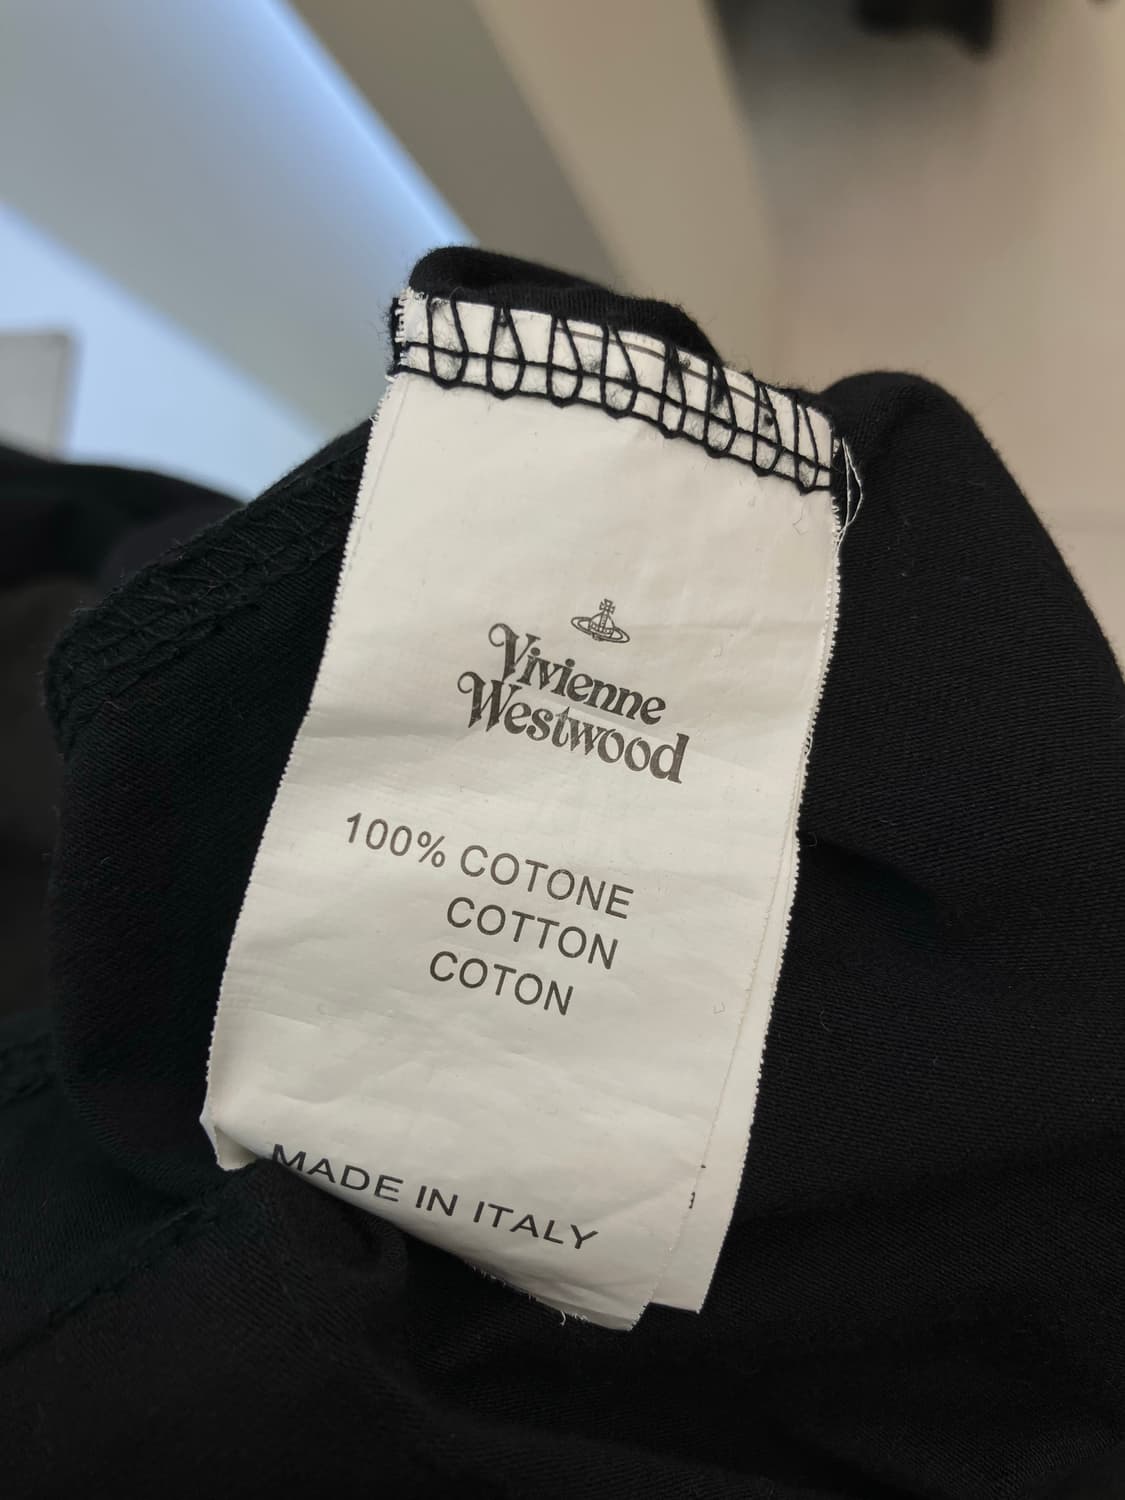 Vivienne
Westwood
100% COTONE
COTTON
COTON
MADE IN ITALY